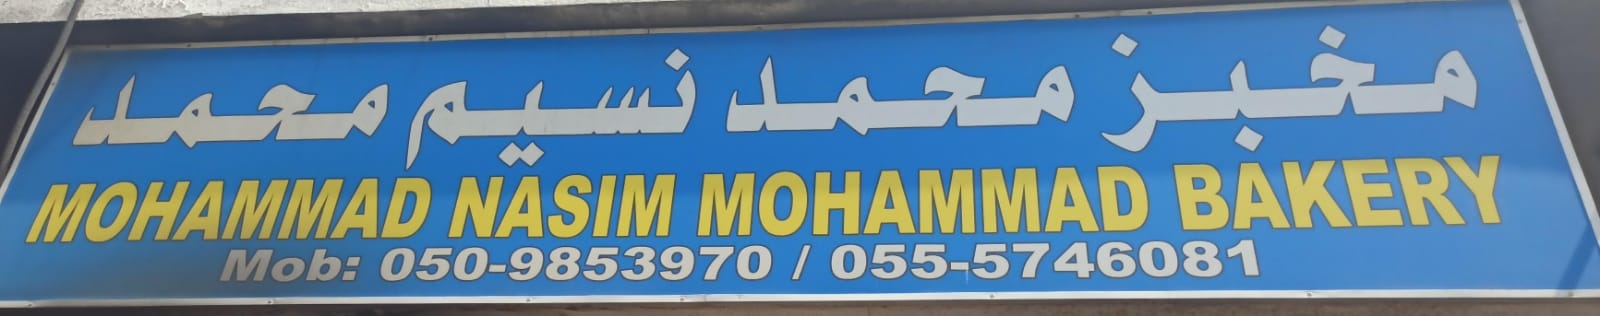 مخبز محمد نسيم محمد
MOHAMMAD NASIM MOHAMMAD BAKERY
Mob: 050-9853970 / 055-5746081